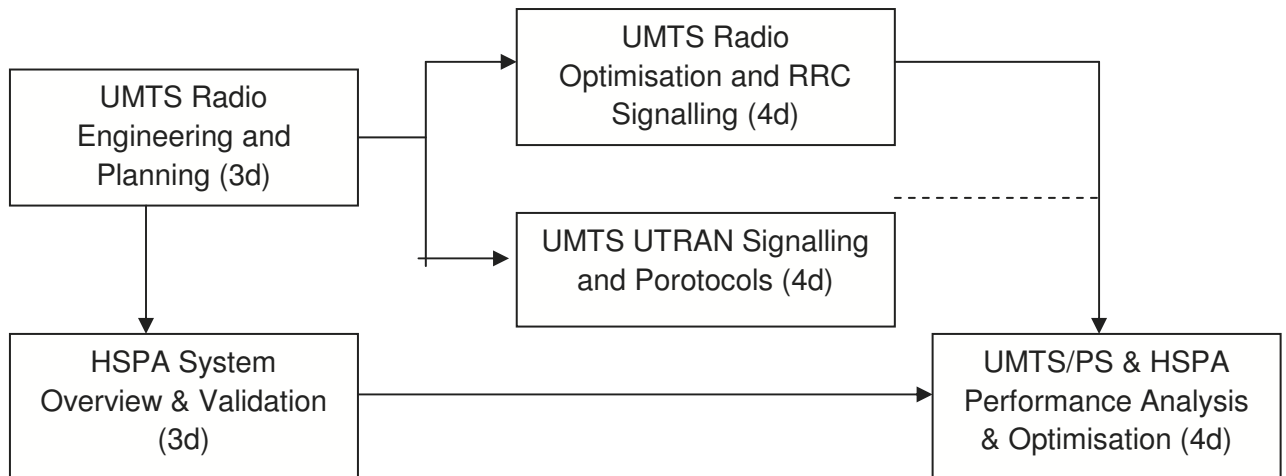 UMTS Radio
Engineering and
Planning (3d)
UMTS Radio
Optimisation and RRC
Signalling (4d)
UMTS UTRAN Signalling
and Porotocols (4d)
HSPA System
Overview & Validation
(3d)
UMTS/PS & HSPA
Performance Analysis
& Optimisation (4d)